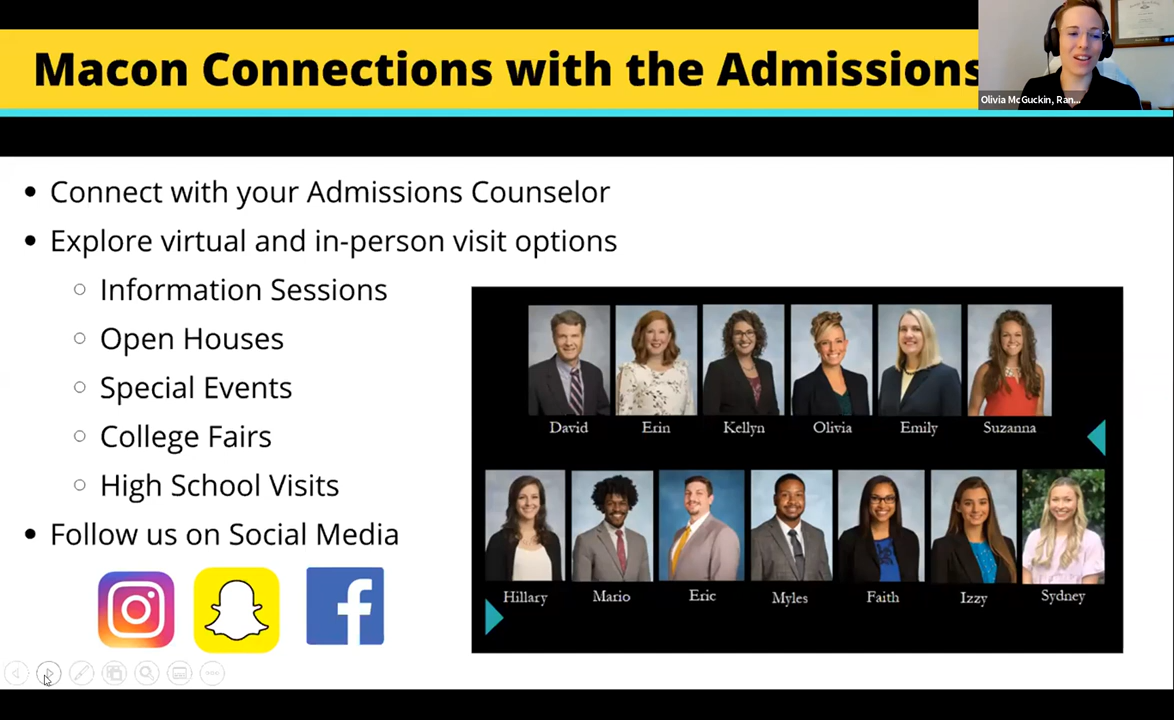 Macon Connections with the Admissions
Olivia McGuckin, Ran...
Connect with your Admissions Counselor
Explore virtual and in-person visit options
Information Sessions
Open Houses
Special Events
College Fairs
High School Visits
Follow us on Social Media
David Erin Kellyn Olivia Emily Suzanna
Hillary Mario Eric Myles Faith Izzy Sydney